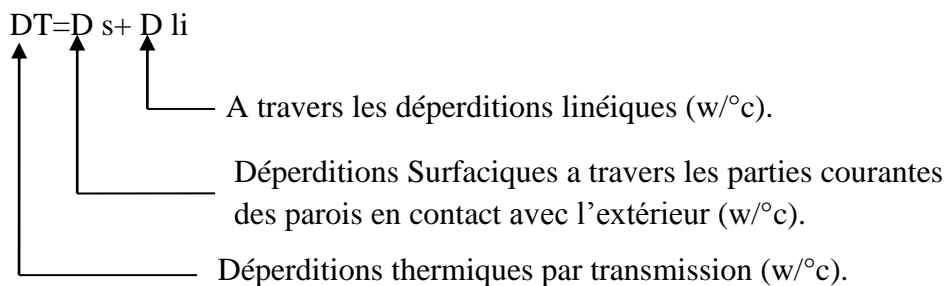 DT=D s+ D li
A travers les déperditions linéiques (w/°c).
Déperditions Surfaciques a travers les parties courantes
des parois en contact avec l’extérieur (w/°c).
Déperditions thermiques par transmission (w/°c).